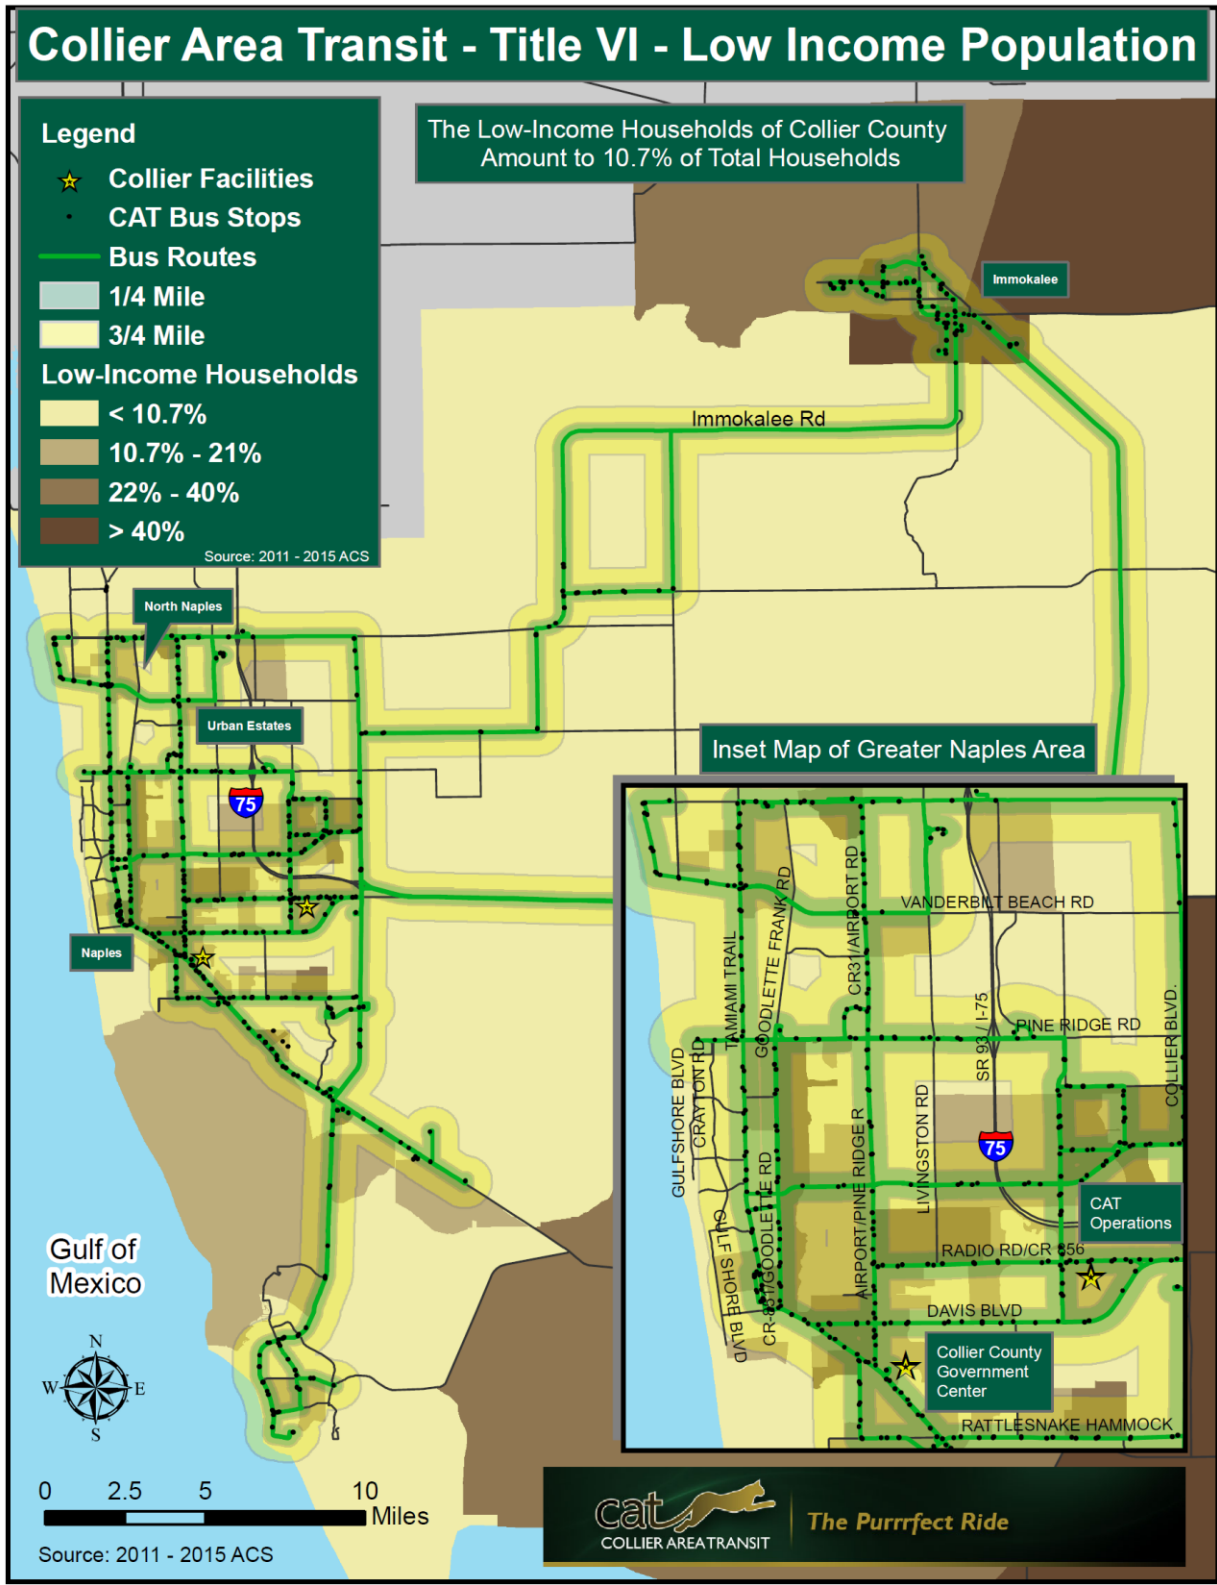 Collier Area Transit - Title VI - Low Income Population
Legend
Collier Facilities
CAT Bus Stops
Bus Routes
1/4 Mile
3/4 Mile
Low-Income Households
< 10.7%
10.7% - 21%
22% - 40%
> 40%
Source: 2011 - 2015 ACS
The Low-Income Households of Collier County
Amount to 10.7% of Total Households
Immokalee
Immokalee Rd
North Naples
Urban Estates
75
Naples
Gulf of
Mexico
N
W
E
S
0 2.5 5 10
Miles
Source: 2011 - 2015 ACS
Inset Map of Greater Naples Area
VANDERBILT BEACH RD
TAMIAMI TRAIL
GOODLETTE FRANK RD
CR31/AIRPORT RD
SR 93 / I-75
PINE RIDGE RD
COLLIER BLVD.
GULFSHORE BLVD
CRAYTON RD
GULF SHORE BLVD
CR-851/GOODLETTE RD
AIRPORT/PINE RIDGE R
LIVINGSTON RD
75
CAT
Operations
RADIO RD/CR 856
DAVIS BLVD
Collier County
Government
Center
RATTLESNAKE HAMMOCK
cat
COLLIER AREA TRANSIT
The Purrrfect Ride